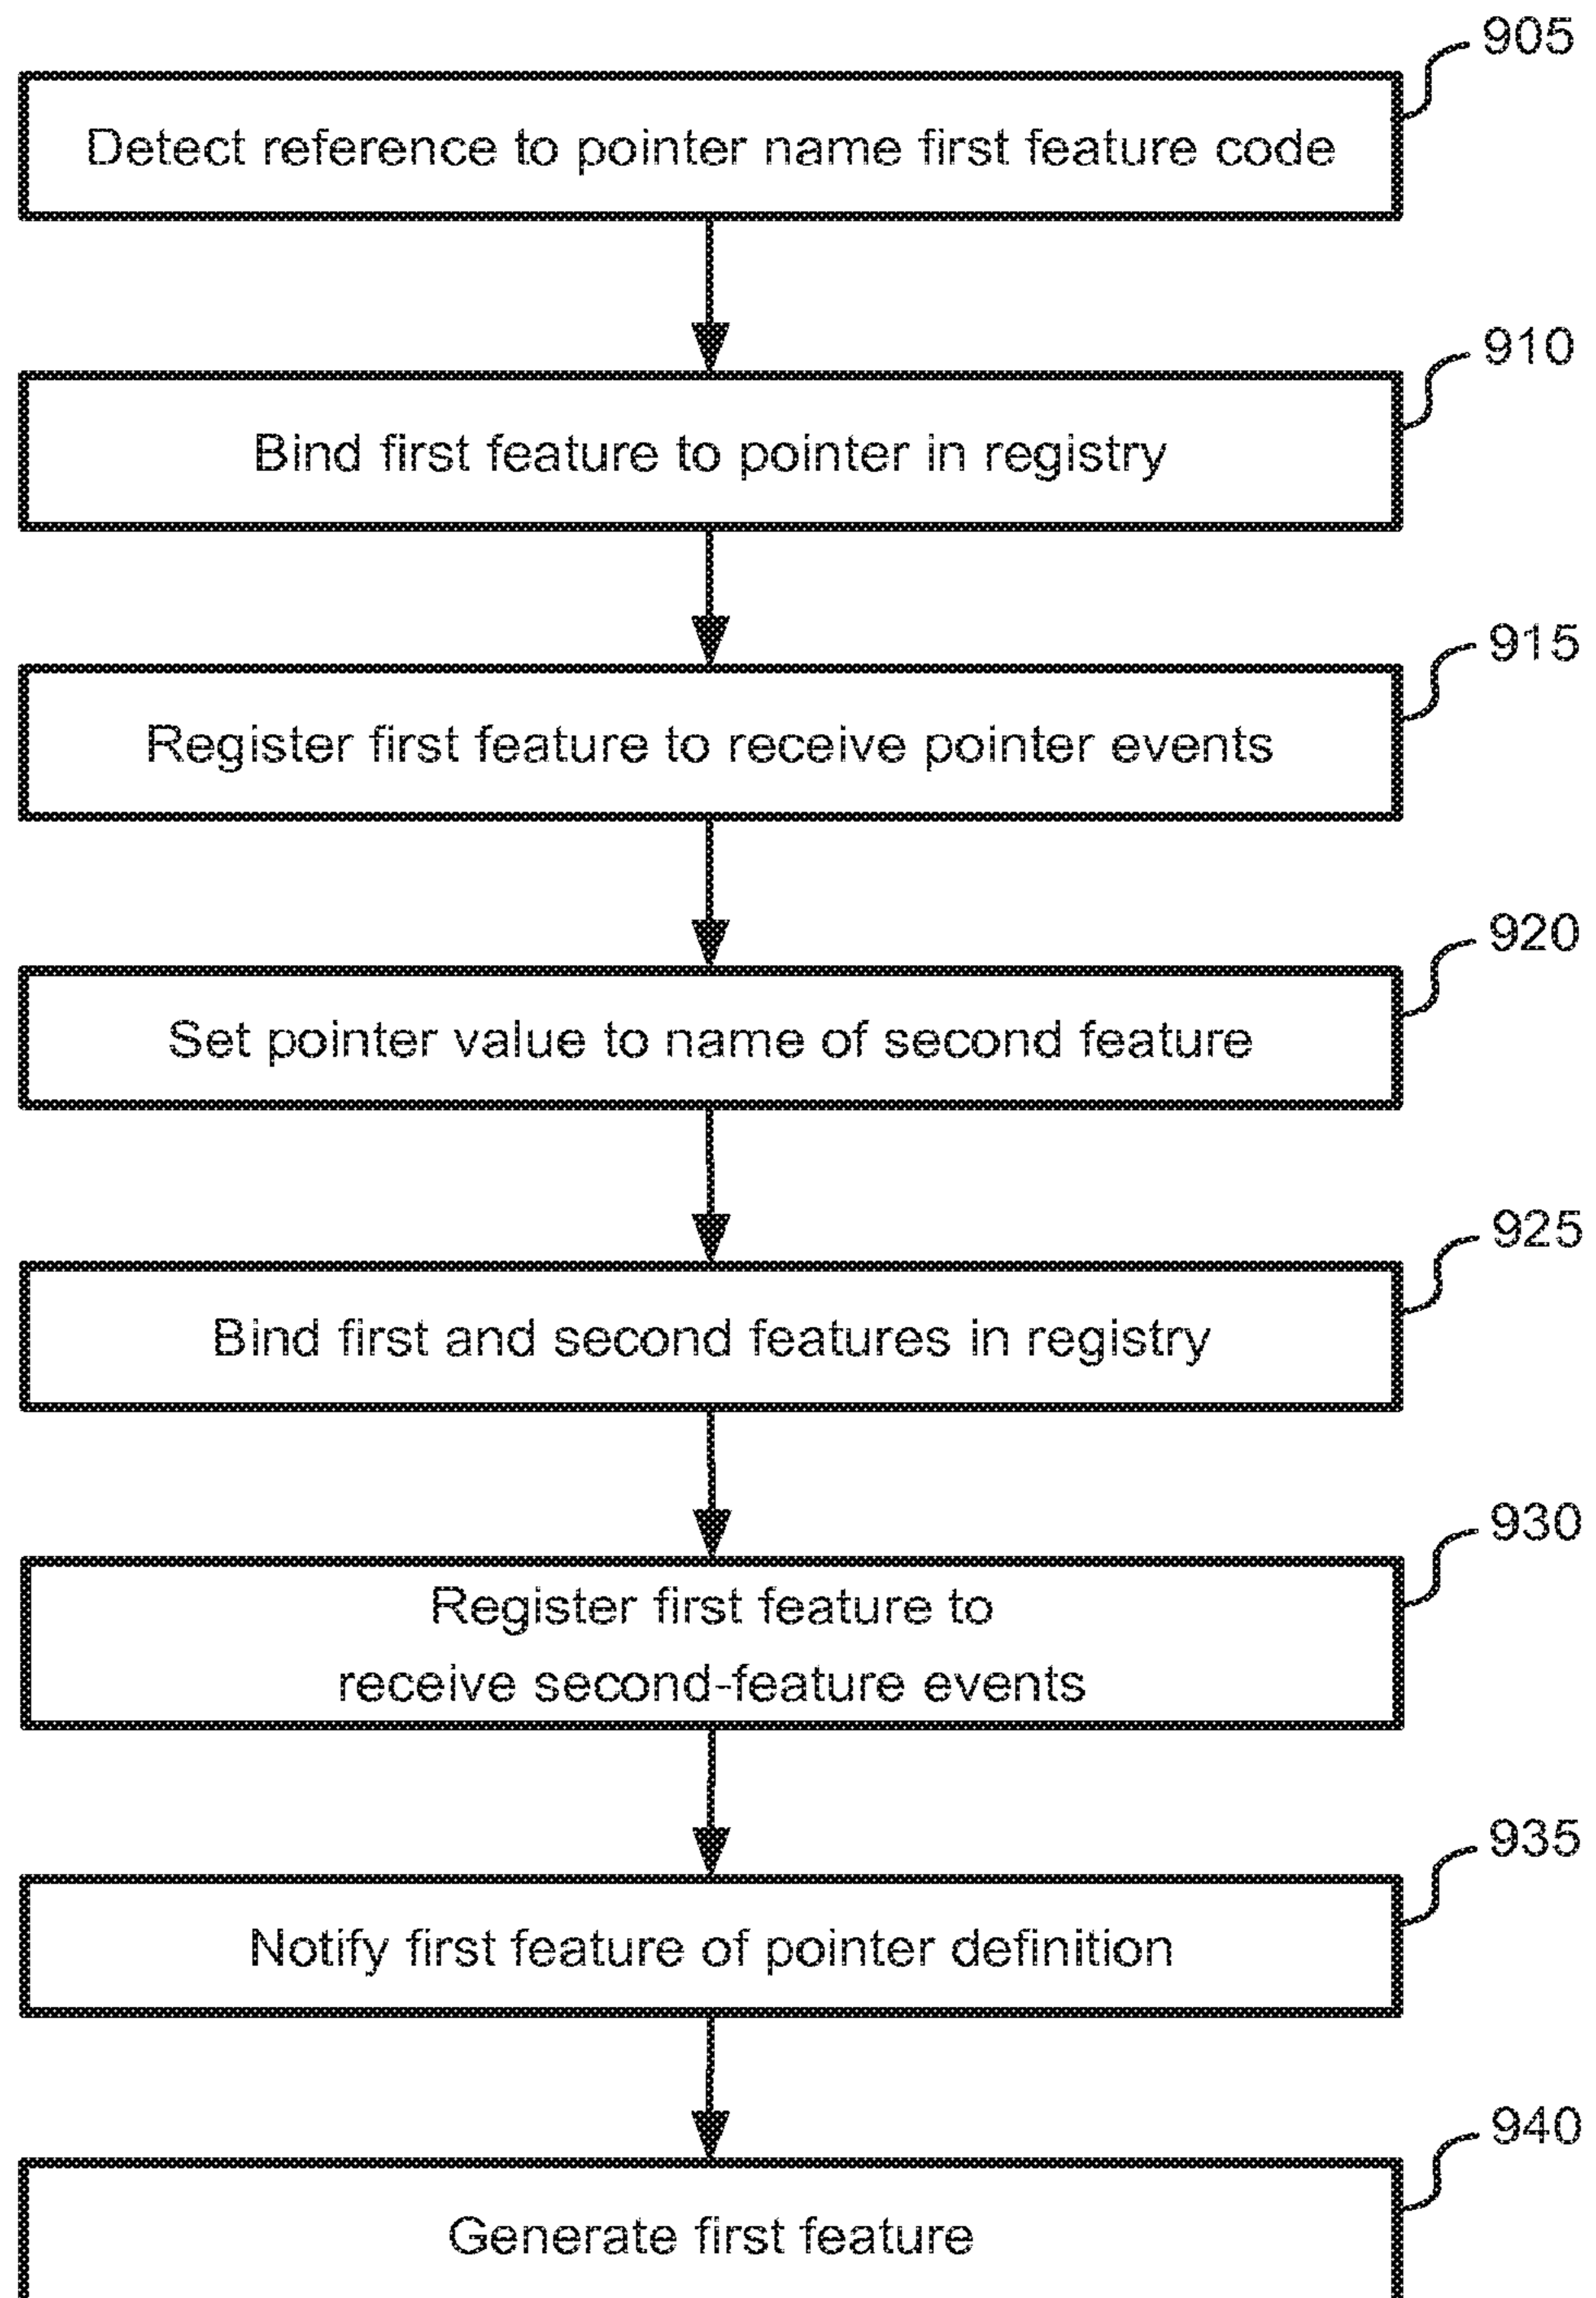 905
Detect reference to pointer name first feature code
910
Bind first feature to pointer in registry
915
Register first feature to receive pointer events
920
Set pointer value to name of second feature
925
Bind first and second features in registry
930
Register first feature to
receive second-feature events
935
Notify first feature of pointer definition
940
Generate first feature